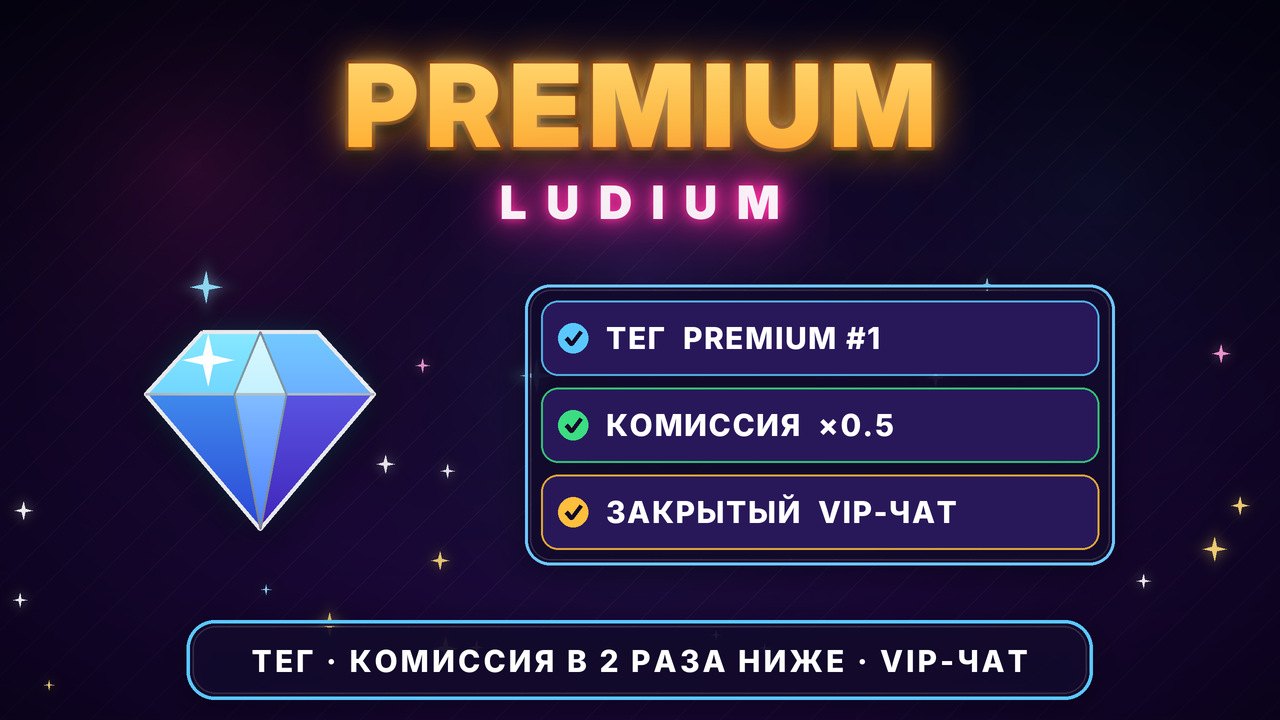 PREMIUM
LUDIUM
ТЕГ PREMIUM #1
КОМИССИЯ ×0.5
ЗАКРЫТЫЙ VIP-ЧАТ
ТЕГ · КОМИССИЯ В 2 РАЗА НИЖЕ · VIP-ЧАТ